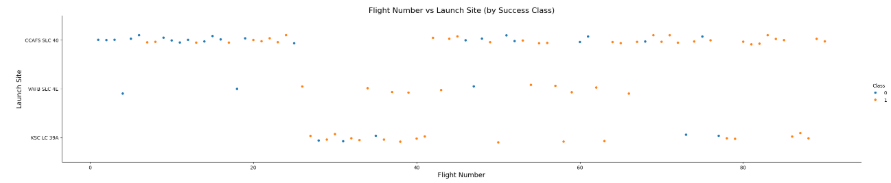 Flight Number vs Launch Site (by Success Class)
Launch Site
CCAFS SLC 40
VAFB SLC 4E
KSC LC 39A
0
20
40
60
80
Flight Number
Class
0
1